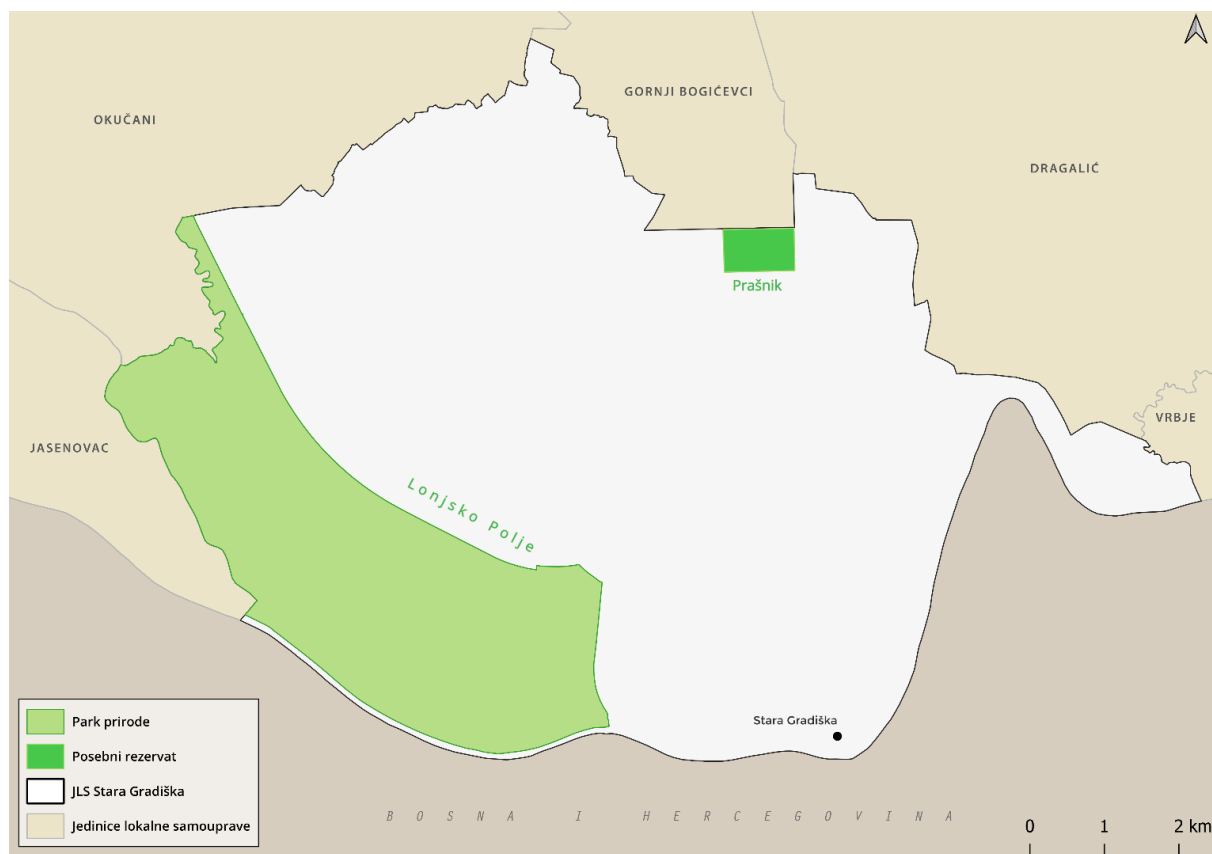 GORNJI BOGIĆEVCI
OKUČANI
DRAGALIĆ
Prašnik
VRBJE
JASENOVAC
Lonjsko Polje
Stara Gradiška
Park prirode
Posebni rezervat
JLS Stara Gradiška
Jedinice lokalne samouprave
BOSNA I HERCEGOVINA
0 1 2 km